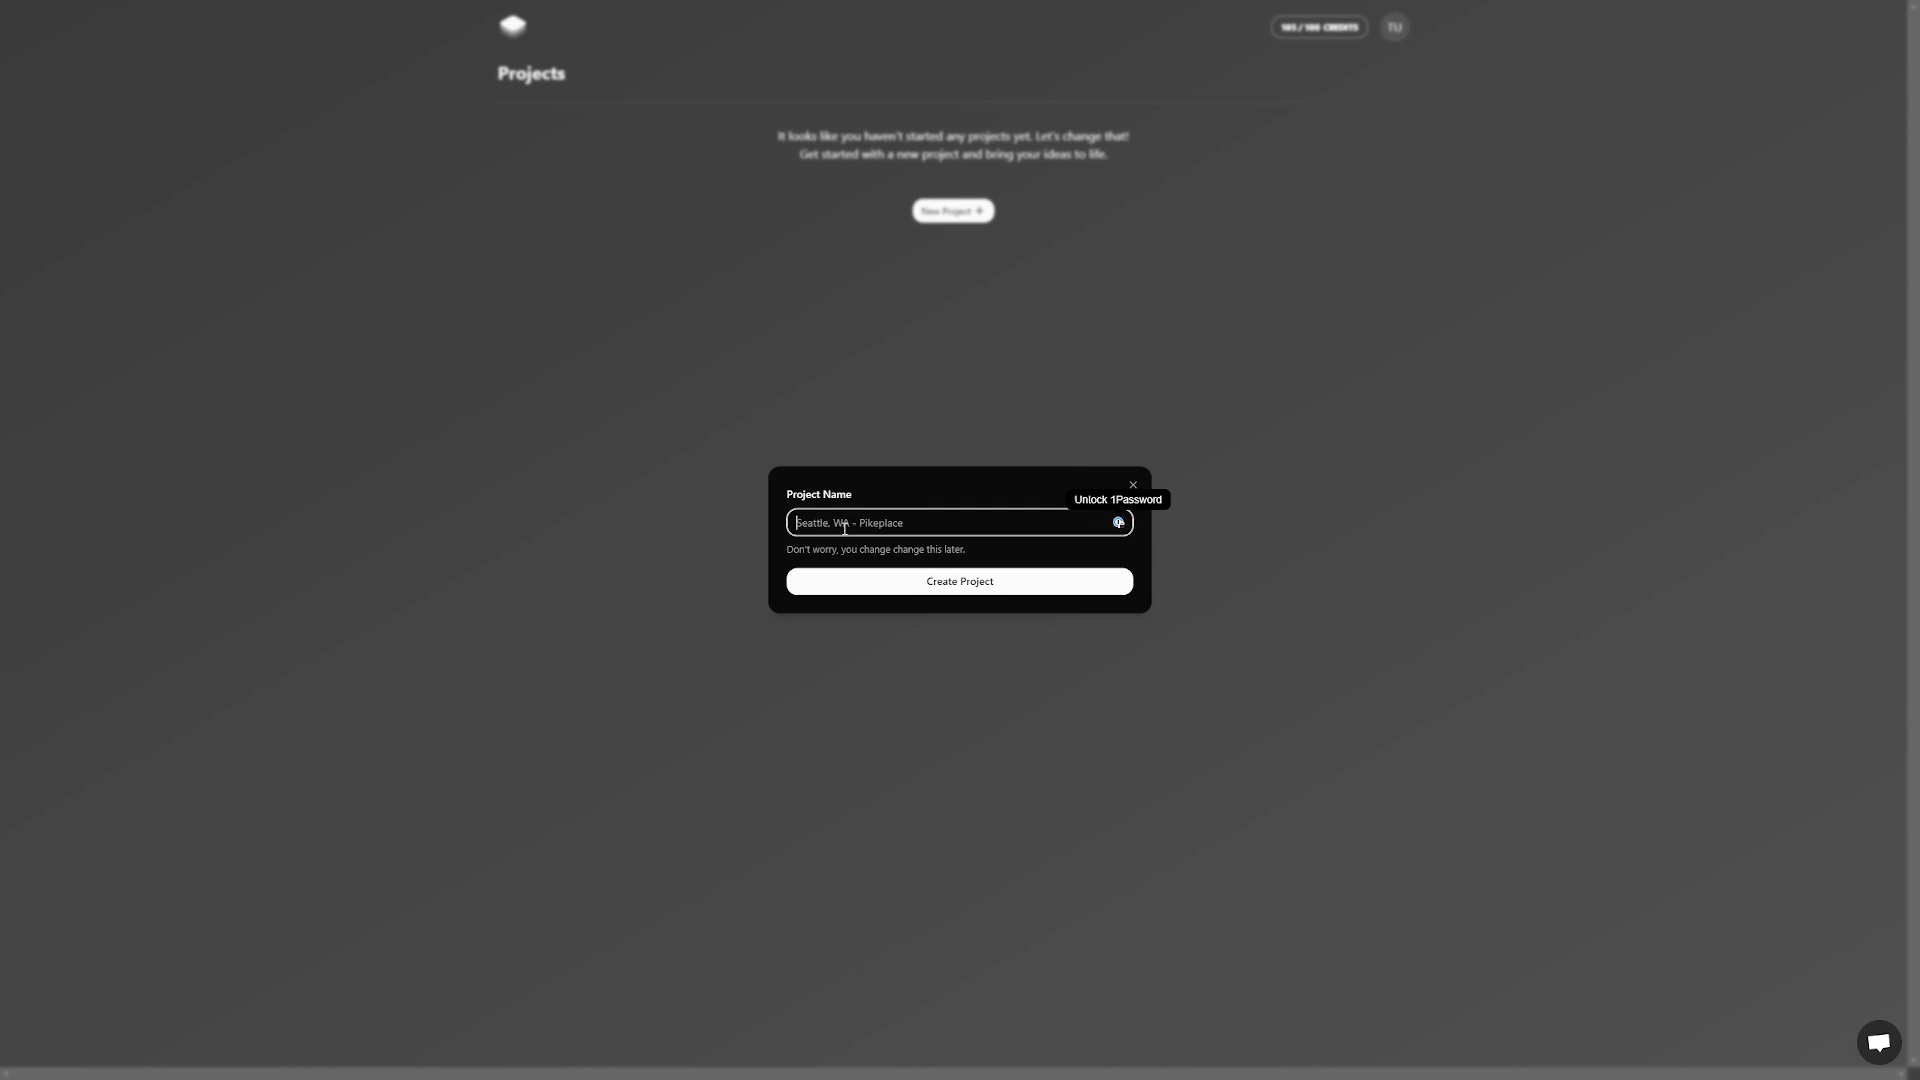 CREDITS
TU
Projects
It looks like you haven't started any projects yet. Let's change that!
Get started with a new project and bring your ideas to life.
New Project +
Project Name
Unlock 1Password
Seattle, WA - Pikeplace
Don't worry, you change change this later.
Create Project